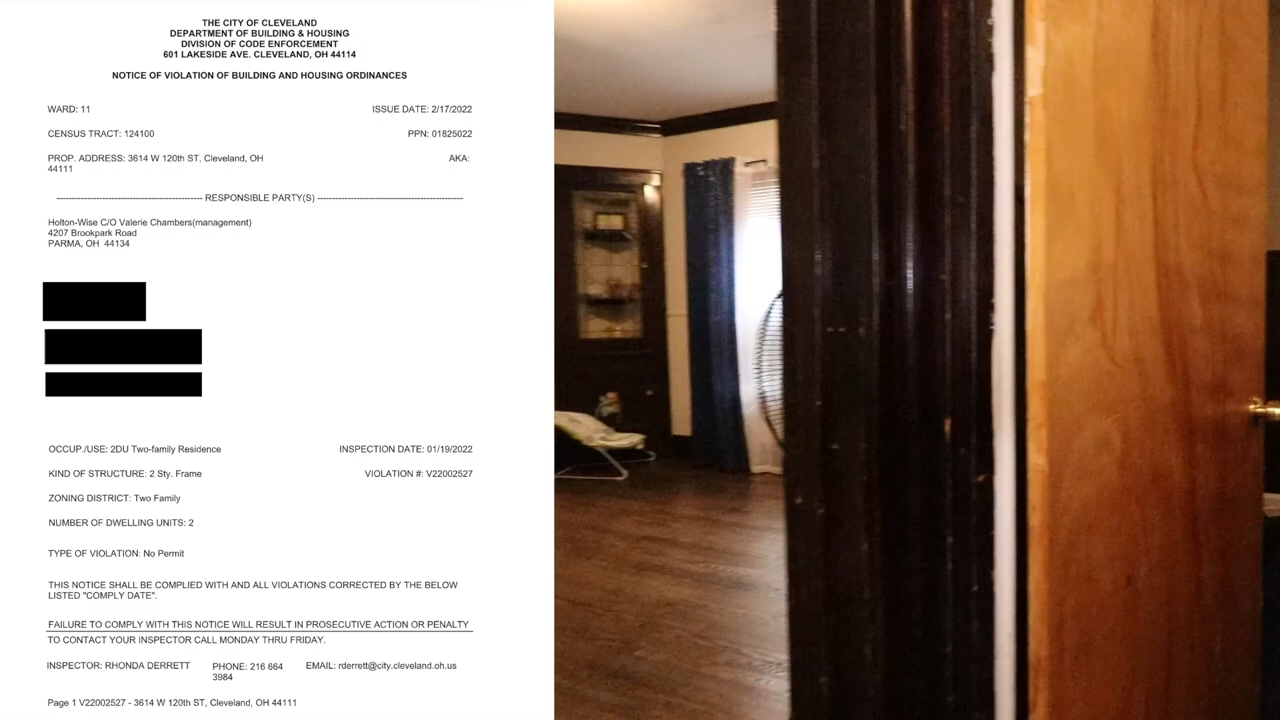 THE CITY OF CLEVELAND
DEPARTMENT OF BUILDING & HOUSING
DIVISION OF CODE ENFORCEMENT
601 LAKESIDE AVE. CLEVELAND, OH 44114
NOTICE OF VIOLATION OF BUILDING AND HOUSING ORDINANCES
WARD: 11 ISSUE DATE: 2/17/2022
CENSUS TRACT: 124100 PPN: 01825022
PROP. ADDRESS: 3614 W 120th ST, Cleveland, OH AKA:
44111
------------------------------------------------ RESPONSIBLE PARTY(S) ------------------------------------------------
Holton-Wise C/O Valerie Chambers(management)
4207 Brookpark Road
PARMA, OH 44134
OCCUP./USE: 2DU Two-family Residence INSPECTION DATE: 01/19/2022
KIND OF STRUCTURE: 2 Sty. Frame VIOLATION #: V22002527
ZONING DISTRICT: Two Family
NUMBER OF DWELLING UNITS: 2
TYPE OF VIOLATION: No Permit
THIS NOTICE SHALL BE COMPLIED WITH AND ALL VIOLATIONS CORRECTED BY THE BELOW
LISTED "COMPLY DATE".
FAILURE TO COMPLY WITH THIS NOTICE WILL RESULT IN PROSECUTIVE ACTION OR PENALTY
TO CONTACT YOUR INSPECTOR CALL MONDAY THRU FRIDAY.
INSPECTOR: RHONDA DERRETT PHONE: 216 664 EMAIL: rderrett@city.cleveland.oh.us
3984
Page 1 V22002527 - 3614 W 120th ST, Cleveland, OH 44111